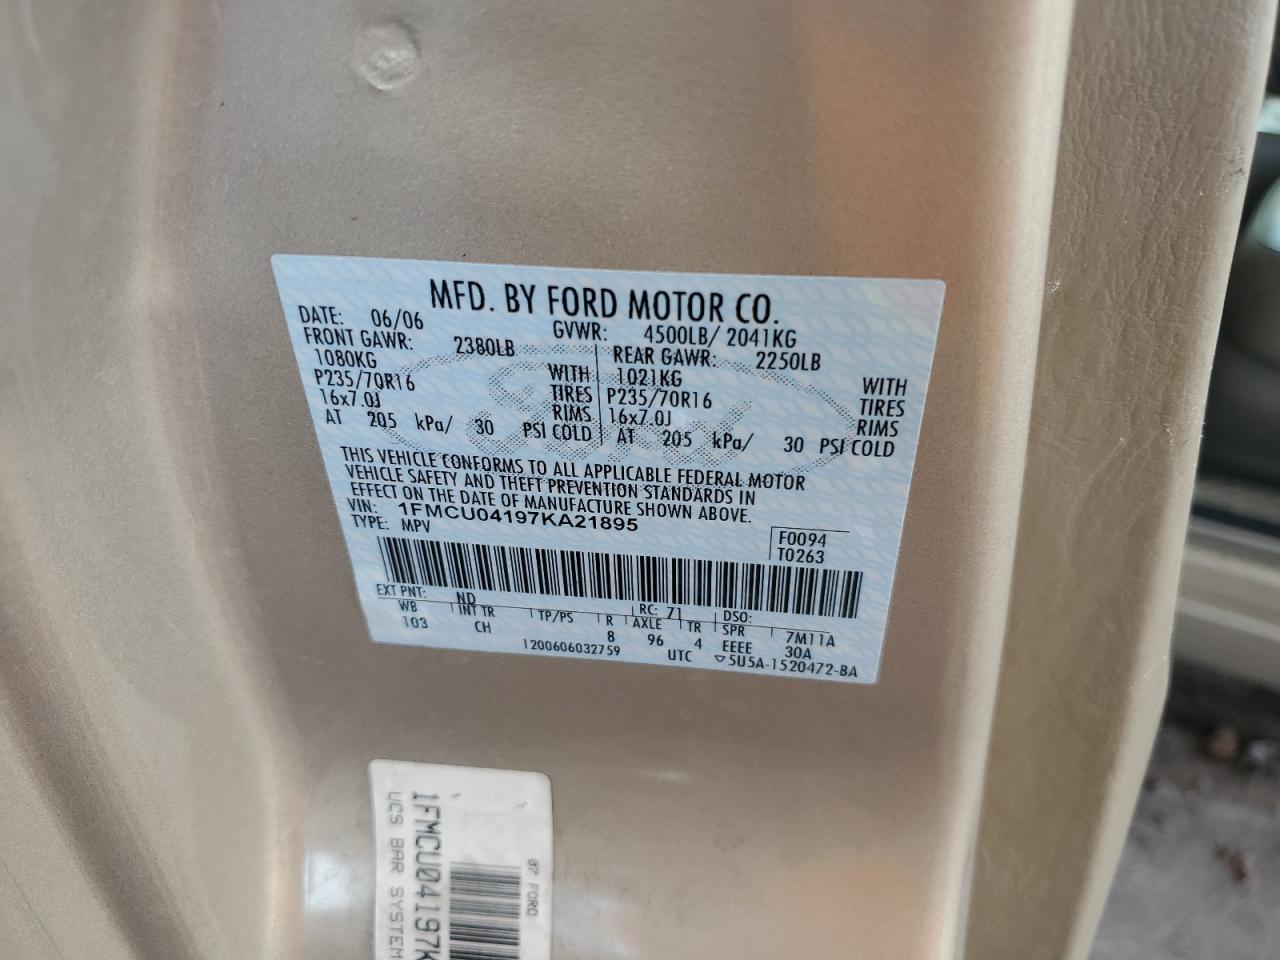 MFD. BY FORD MOTOR CO.
DATE: 06/06 GVWR: 4500LB/ 2041KG
FRONT GAWR: 2380LB REAR GAWR: 2250LB
1080KG WITH 1021KG WITH
P235/70R16 TIRES P235/70R16 TIRES
16x7.0J RIMS 16x7.0J RIMS
AT 205 kPa/ 30 PSI COLD AT 205 kPa/ 30 PSI COLD
THIS VEHICLE CONFORMS TO ALL APPLICABLE FEDERAL MOTOR
VEHICLE SAFETY AND THEFT PREVENTION STANDARDS IN
EFFECT ON THE DATE OF MANUFACTURE SHOWN ABOVE.
VIN: 1FMCU04197KA21895
TYPE: MPV
F0094
T0263
EXT PNT: ND RC: 71 DSO:
WB INT TR TP/PS R AXLE TR SPR 7M11A
103 CH 8 96 4 EEEE 30A
1200606032759 UTC ▽5U5A-1520472-BA
Ford
1FMCU04197K
UCS BAR SYSTEM
07 FORD